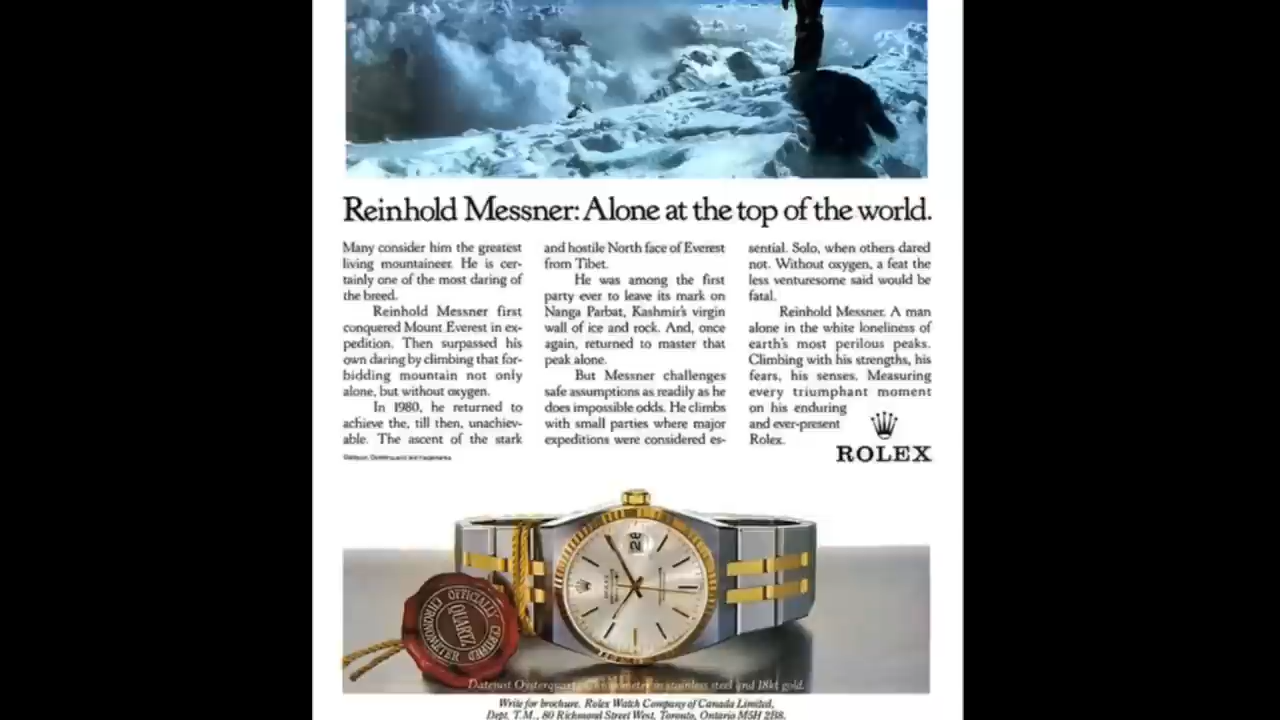 Reinhold Messner: Alone at the top of the world.
Many consider him the greatest
living mountaineer. He is cer-
tainly one of the most daring of
the breed.
Reinhold Messner first
conquered Mount Everest in ex-
pedition. Then surpassed his
own daring by climbing that for-
bidding mountain not only
alone, but without oxygen.
In 1980, he returned to
achieve the, till then, unachiev-
able. The ascent of the stark
and hostile North face of Everest
from Tibet.
He was among the first
party ever to leave its mark on
Nanga Parbat, Kashmir's virgin
wall of ice and rock. And, once
again, returned to master that
peak alone.
But Messner challenges
safe assumptions as readily as he
does impossible odds. He climbs
with small parties where major
expeditions were considered es-
sential. Solo, when others dared
not. Without oxygen, a feat the
less venturesome said would be
fatal.
Reinhold Messner. A man
alone in the white loneliness of
earth's most perilous peaks.
Climbing with his strengths, his
fears, his senses. Measuring
every triumphant moment
on his enduring
and ever-present
Rolex.
ROLEX
Datejust, Oysterquartz are trademarks.
28
OFFICIALLY
CERTIFIED
CHRONOMETER
QUARTZ
Datejust Oysterquartz chronometer in stainless steel and 18kt gold.
Write for brochure. Rolex Watch Company of Canada Limited,
Dept. T.M., 80 Richmond Street West, Toronto, Ontario M5H 2B8.